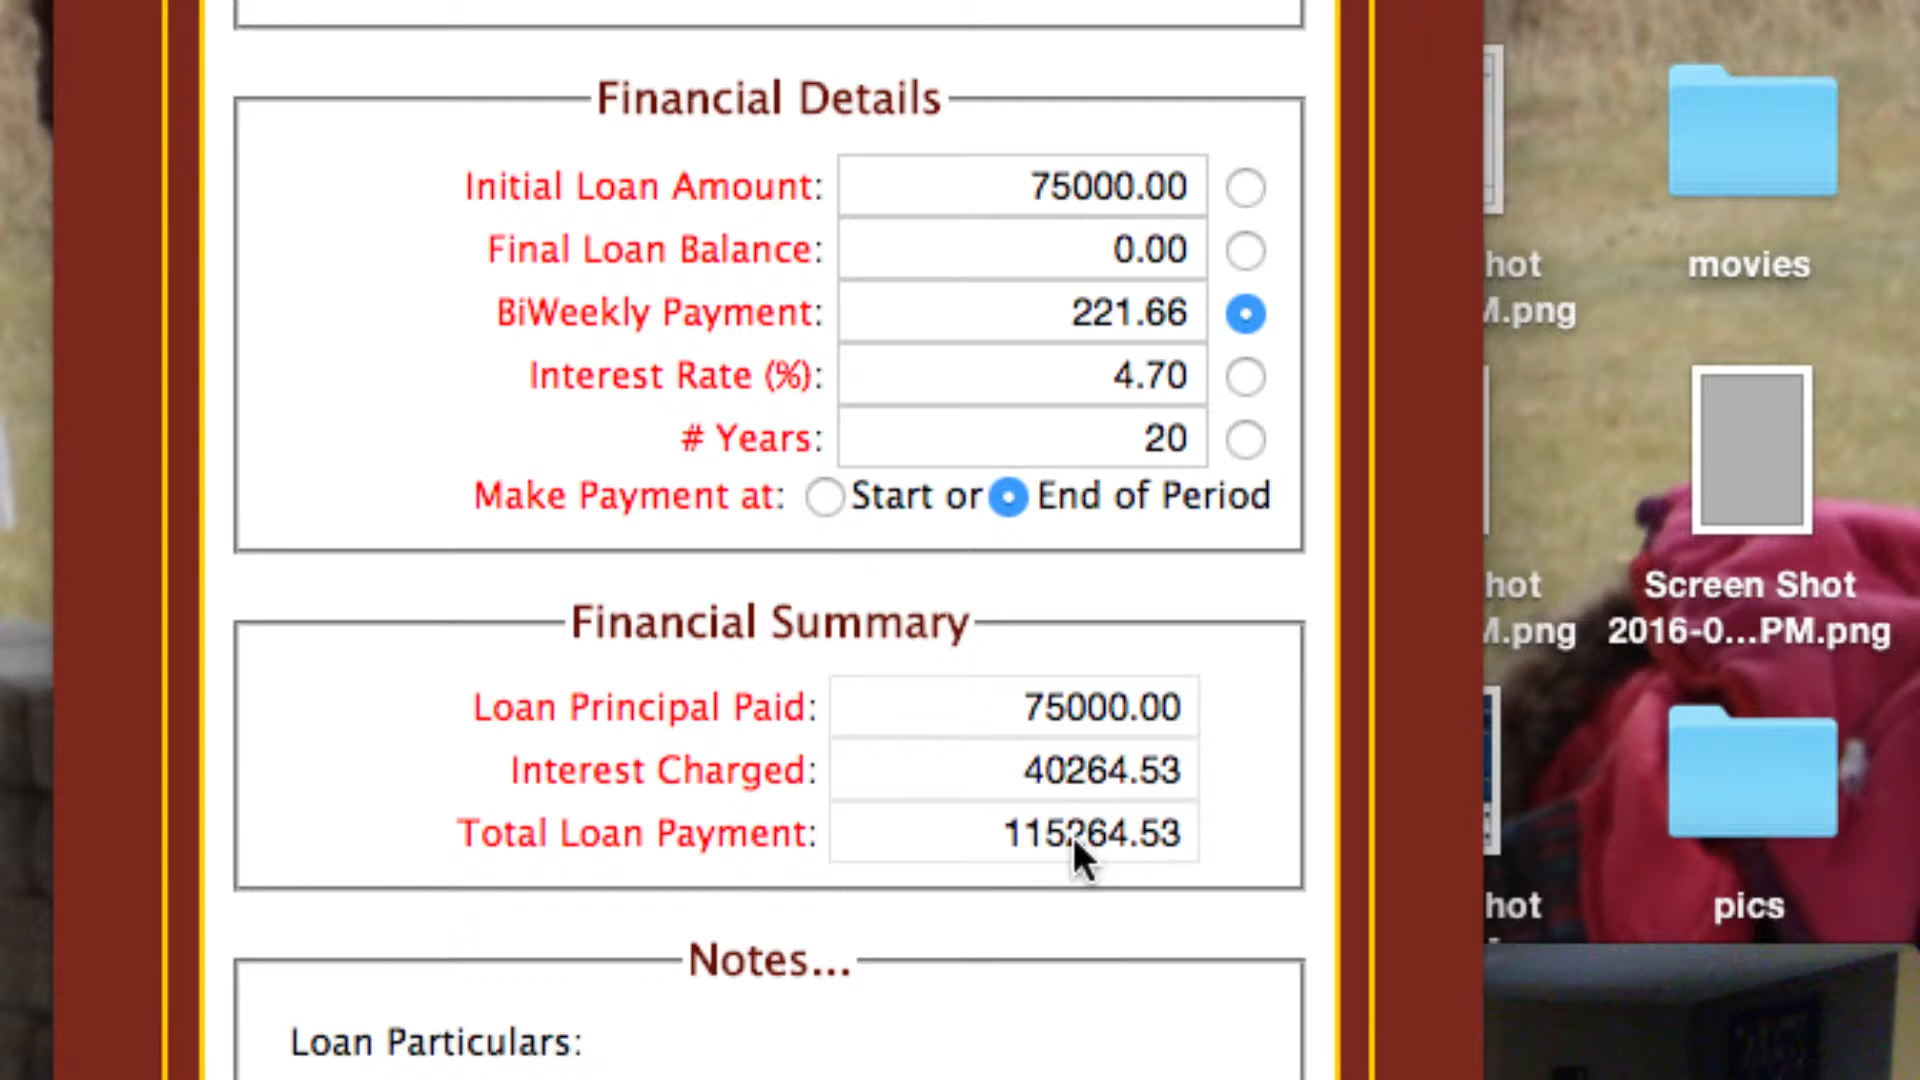 Financial Details
Initial Loan Amount: 75000.00
Final Loan Balance: 0.00
BiWeekly Payment: 221.66
Interest Rate (%): 4.70
# Years: 20
Make Payment at: Start or End of Period
Financial Summary
Loan Principal Paid: 75000.00
Interest Charged: 40264.53
Total Loan Payment: 115264.53
Notes...
Loan Particulars:
hot
M.png
movies
hot
M.png
Screen Shot
2016-0...PM.png
hot
pics